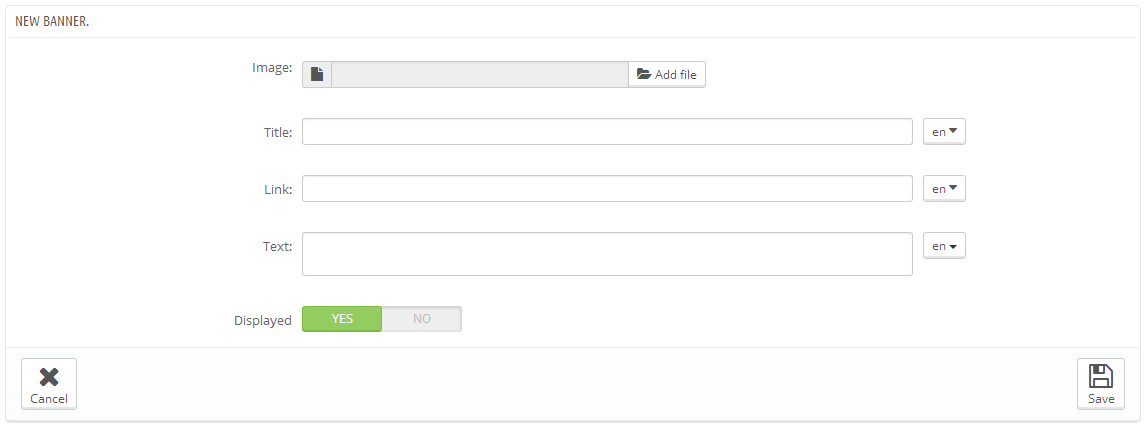 NEW BANNER.
Image: Add file
Title: en
Link: en
Text: en
Displayed YES NO
Cancel Save